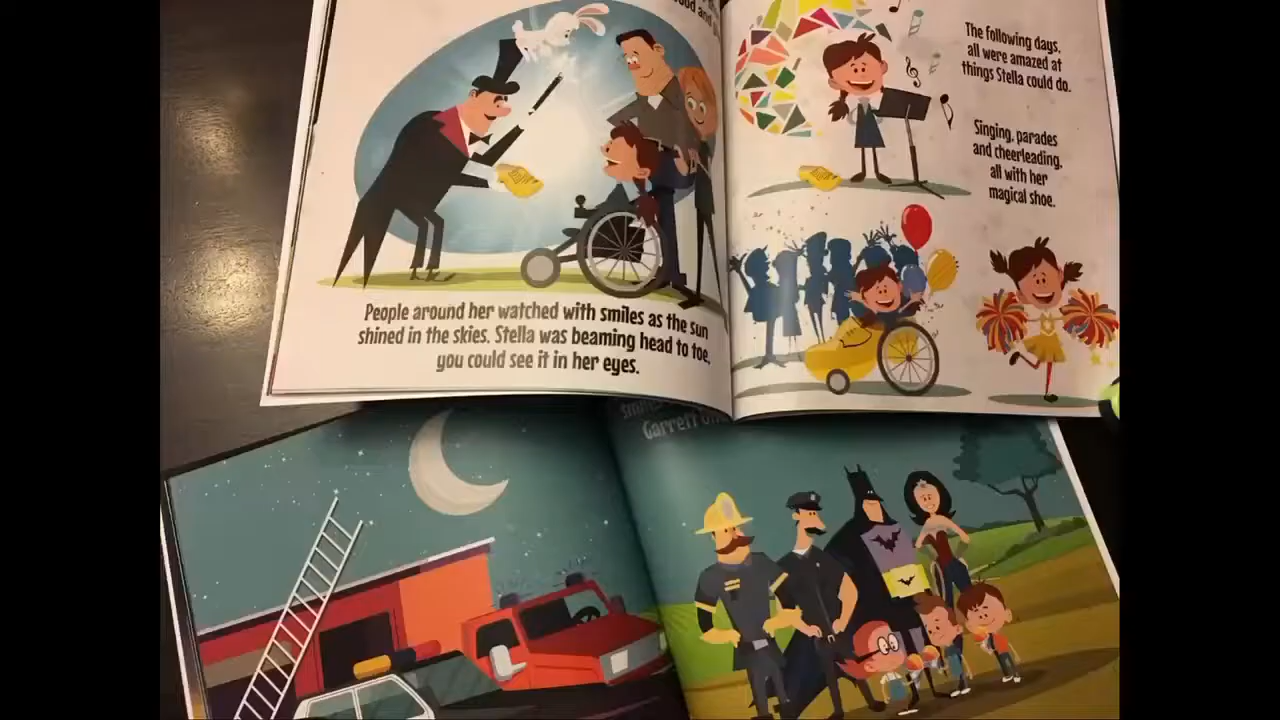 ood and
People around her watched with smiles as the sun
shined in the skies. Stella was beaming head to toe,
you could see it in her eyes.
The following days,
all were amazed at
things Stella could do.
Singing, parades
and cheerleading,
all with her
magical shoe.
Garrett